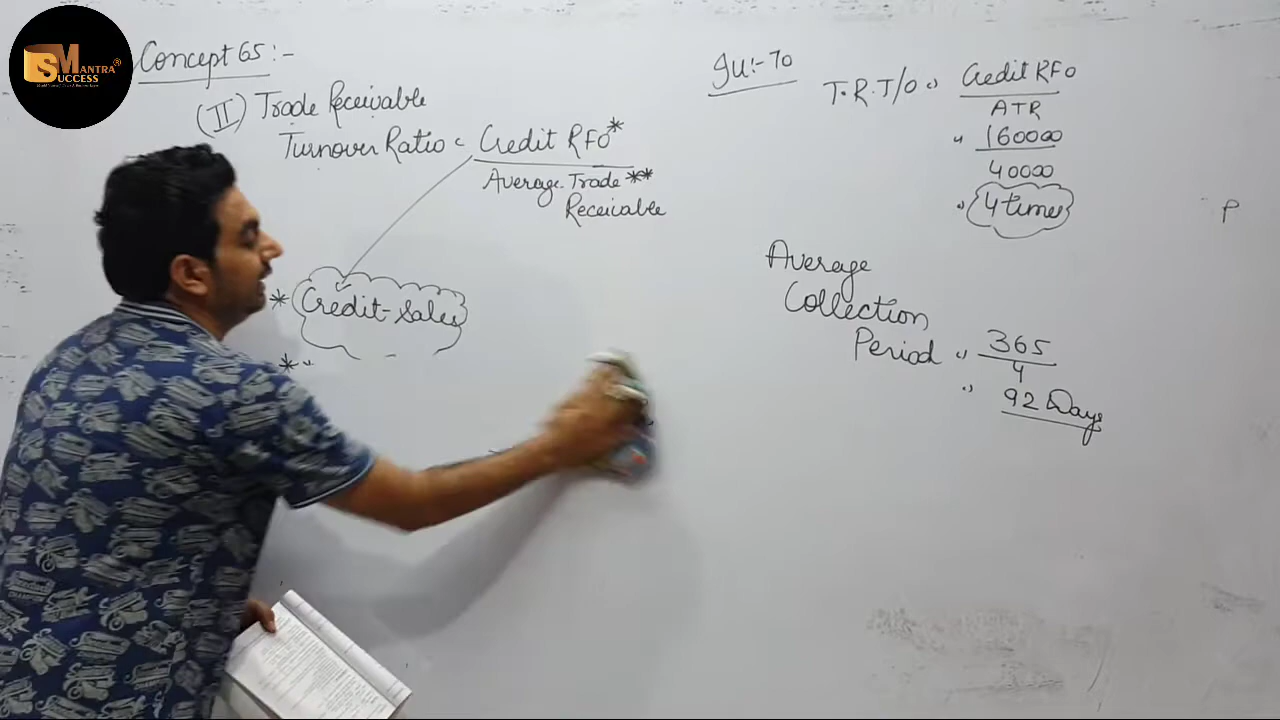 MANTRA®
SUCCESS
Concept 65:-
(II) Trade Receivable
Turnover Ratio = Credit RFO*
Average Trade **
Receivable
* Credit-Sales
**
Illu:-70
T.R.T/O = Credit RFO
ATR
= 160000
40000
= 4 times
Average
Collection
Period = 365
4
= 92 Days
P